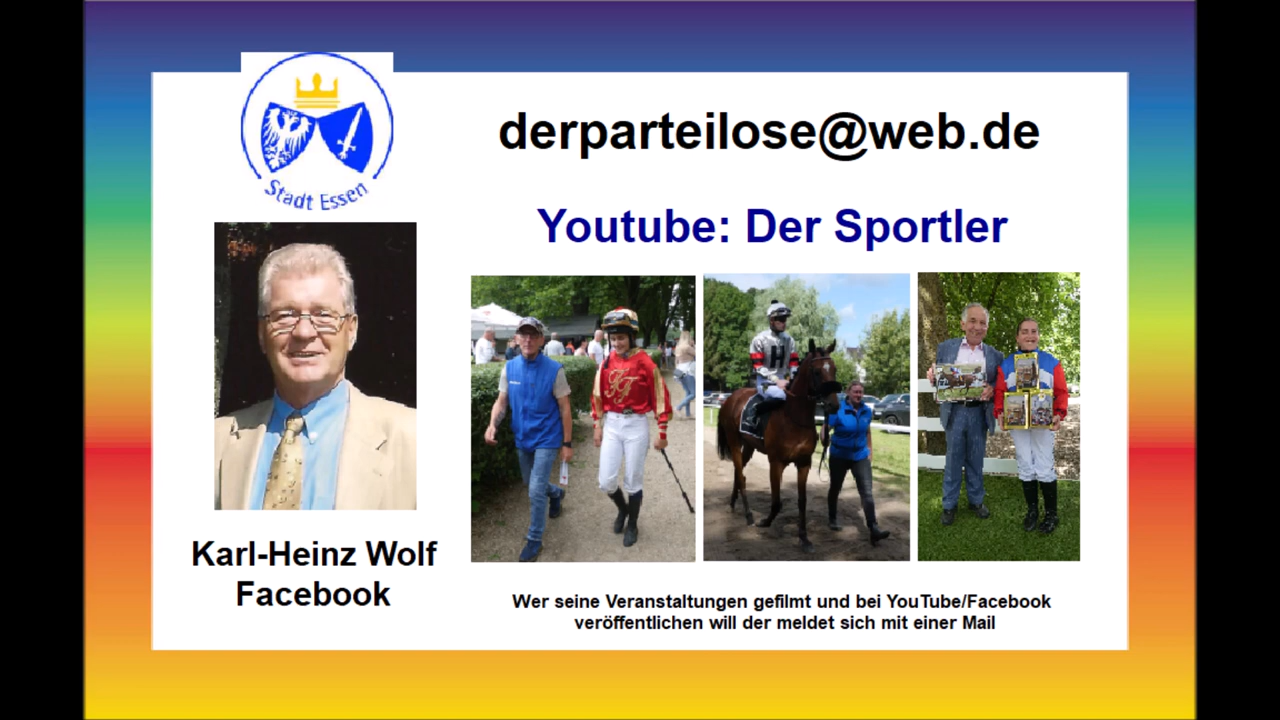 Stadt Essen
derparteilose@web.de
Youtube: Der Sportler
H
Karl-Heinz Wolf
Facebook
Wer seine Veranstaltungen gefilmt und bei YouTube/Facebook
veröffentlichen will der meldet sich mit einer Mail